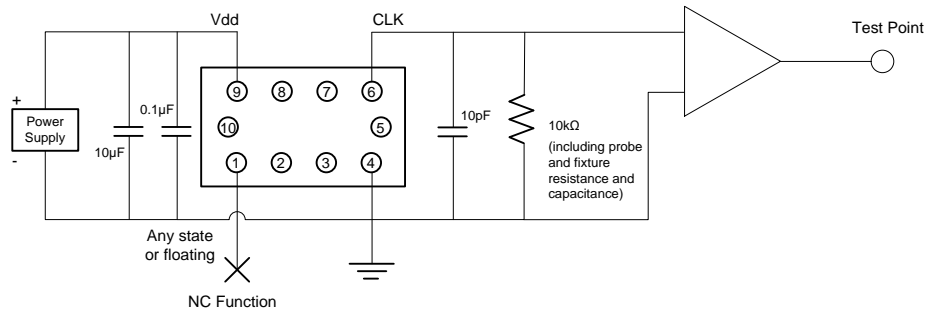 Vdd
CLK
Test Point
+
Power
Supply
-
10µF
0.1µF
9
8
7
6
10
5
1
2
3
4
10pF
10kΩ
(including probe
and fixture
resistance and
capacitance)
Any state
or floating
NC Function